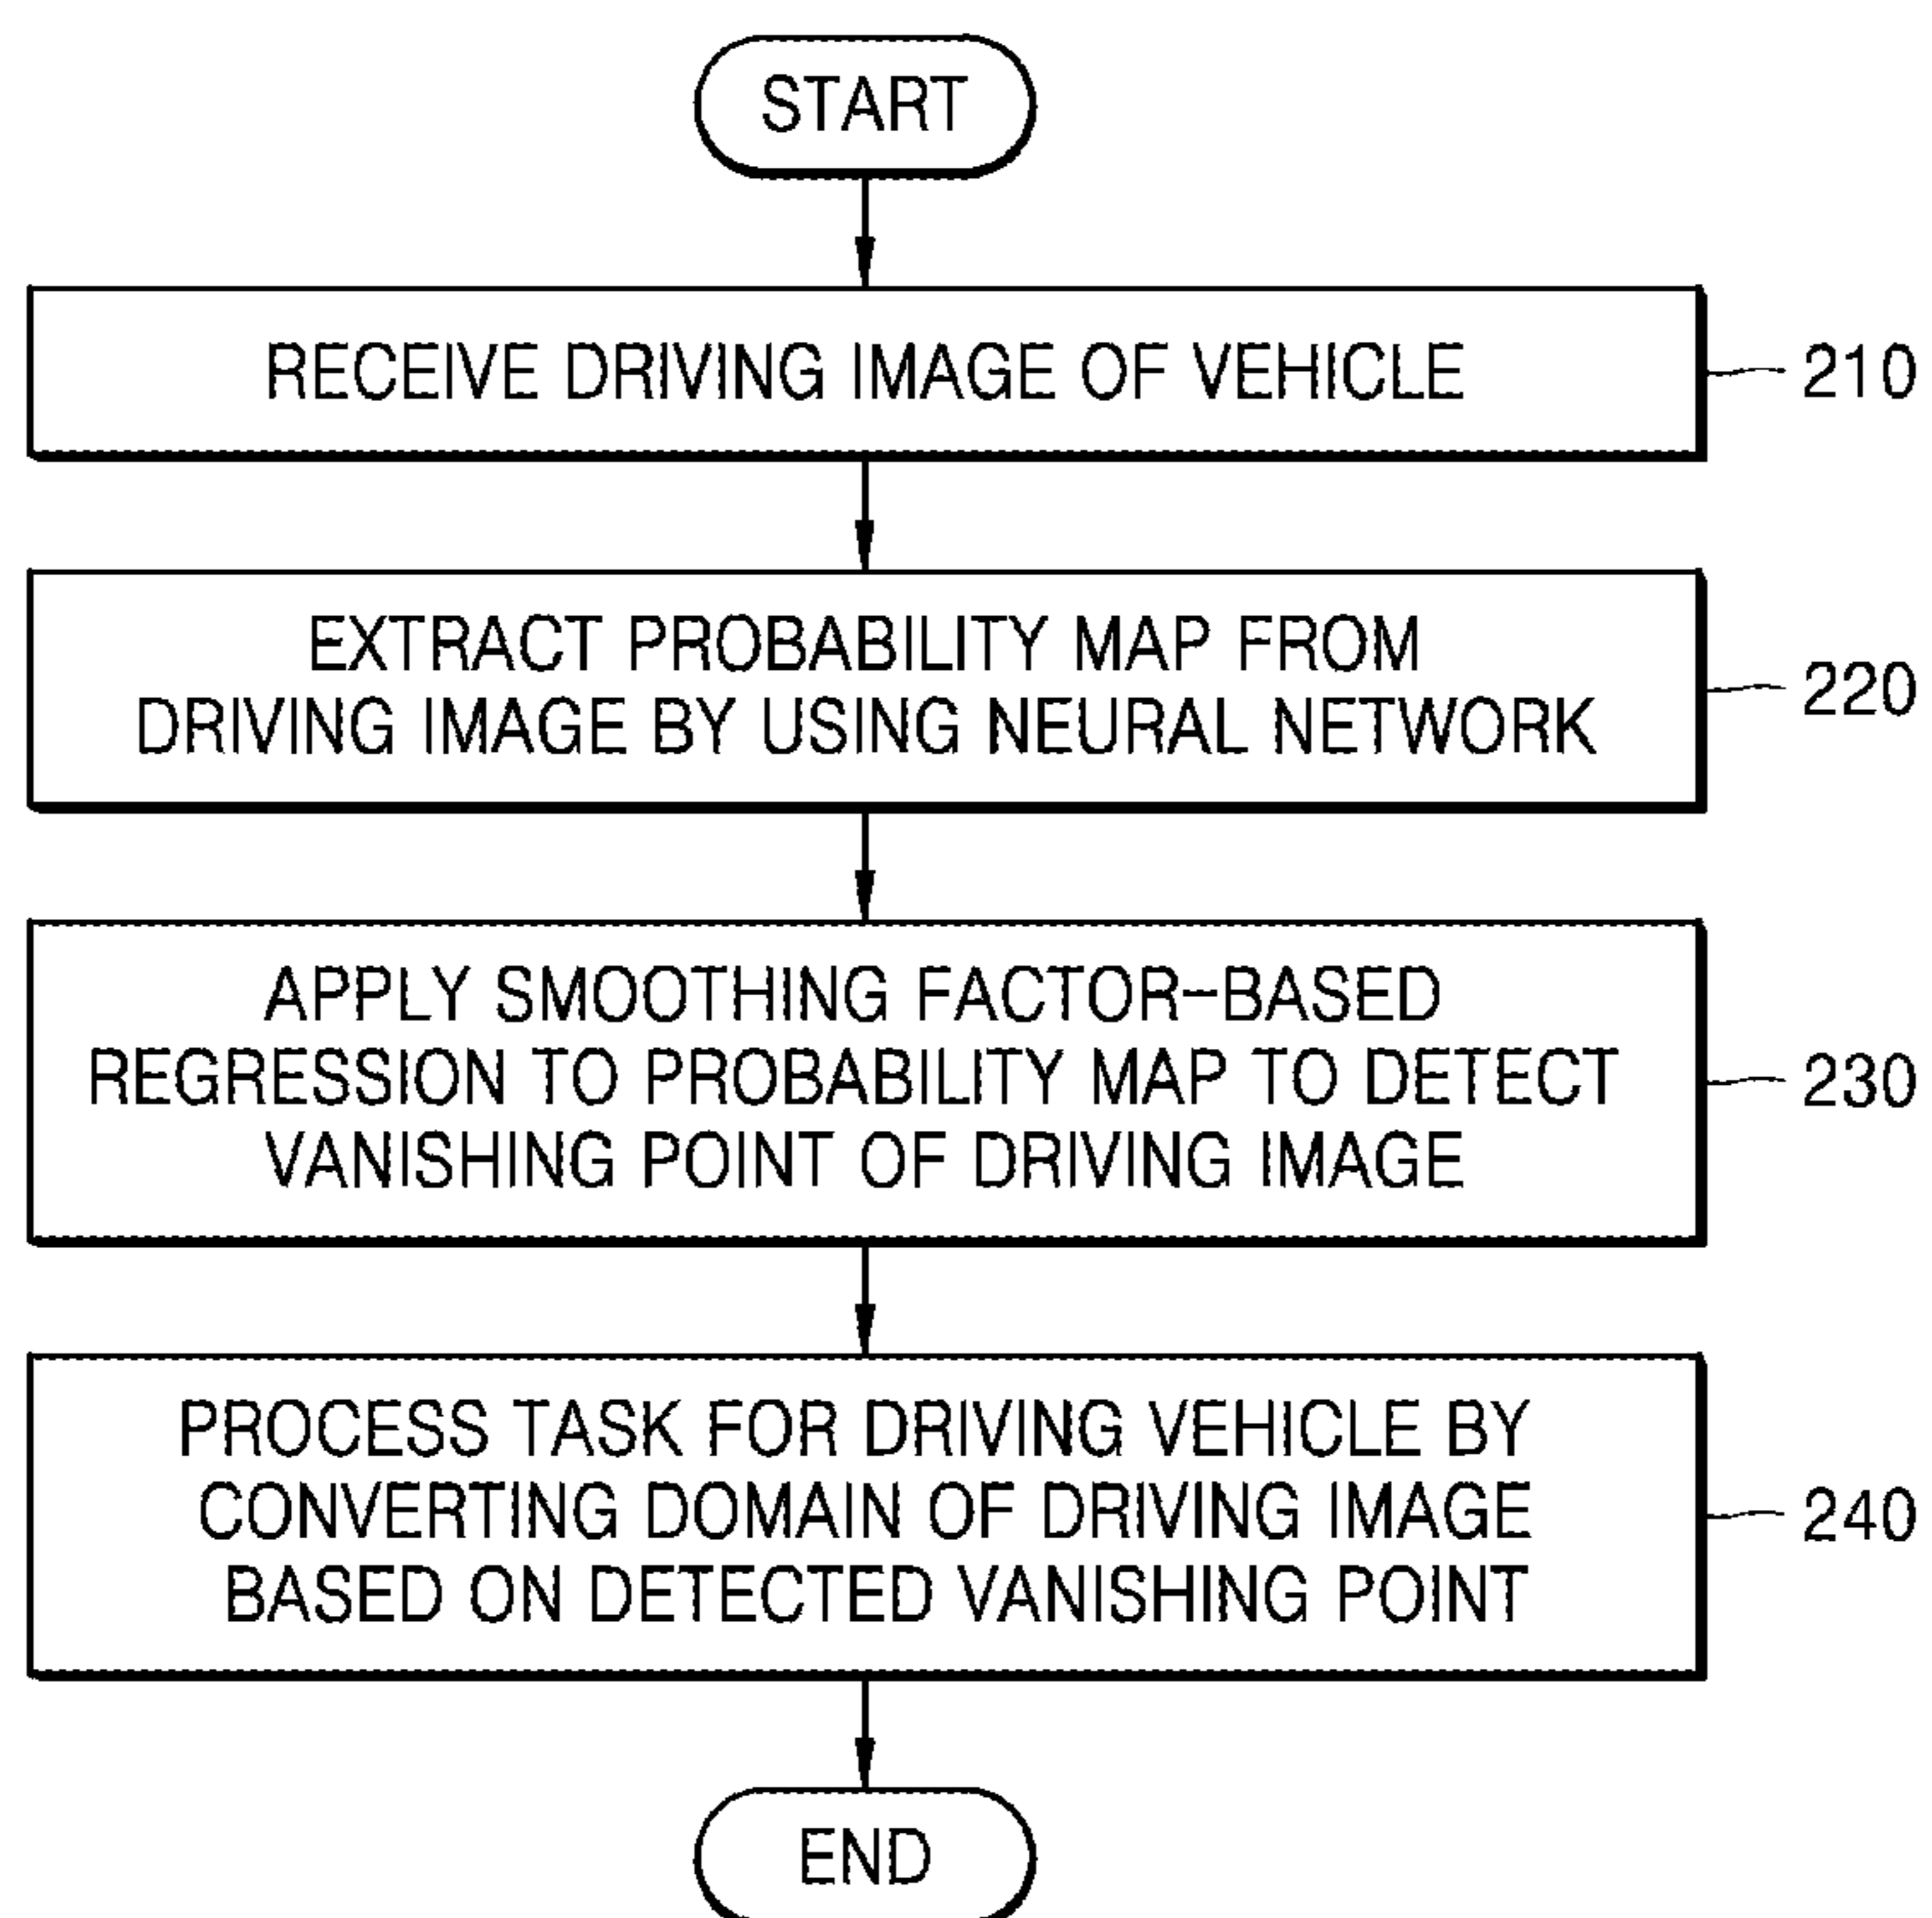 START
RECEIVE DRIVING IMAGE OF VEHICLE
210
EXTRACT PROBABILITY MAP FROM
DRIVING IMAGE BY USING NEURAL NETWORK
220
APPLY SMOOTHING FACTOR-BASED
REGRESSION TO PROBABILITY MAP TO DETECT
VANISHING POINT OF DRIVING IMAGE
230
PROCESS TASK FOR DRIVING VEHICLE BY
CONVERTING DOMAIN OF DRIVING IMAGE
BASED ON DETECTED VANISHING POINT
240
END